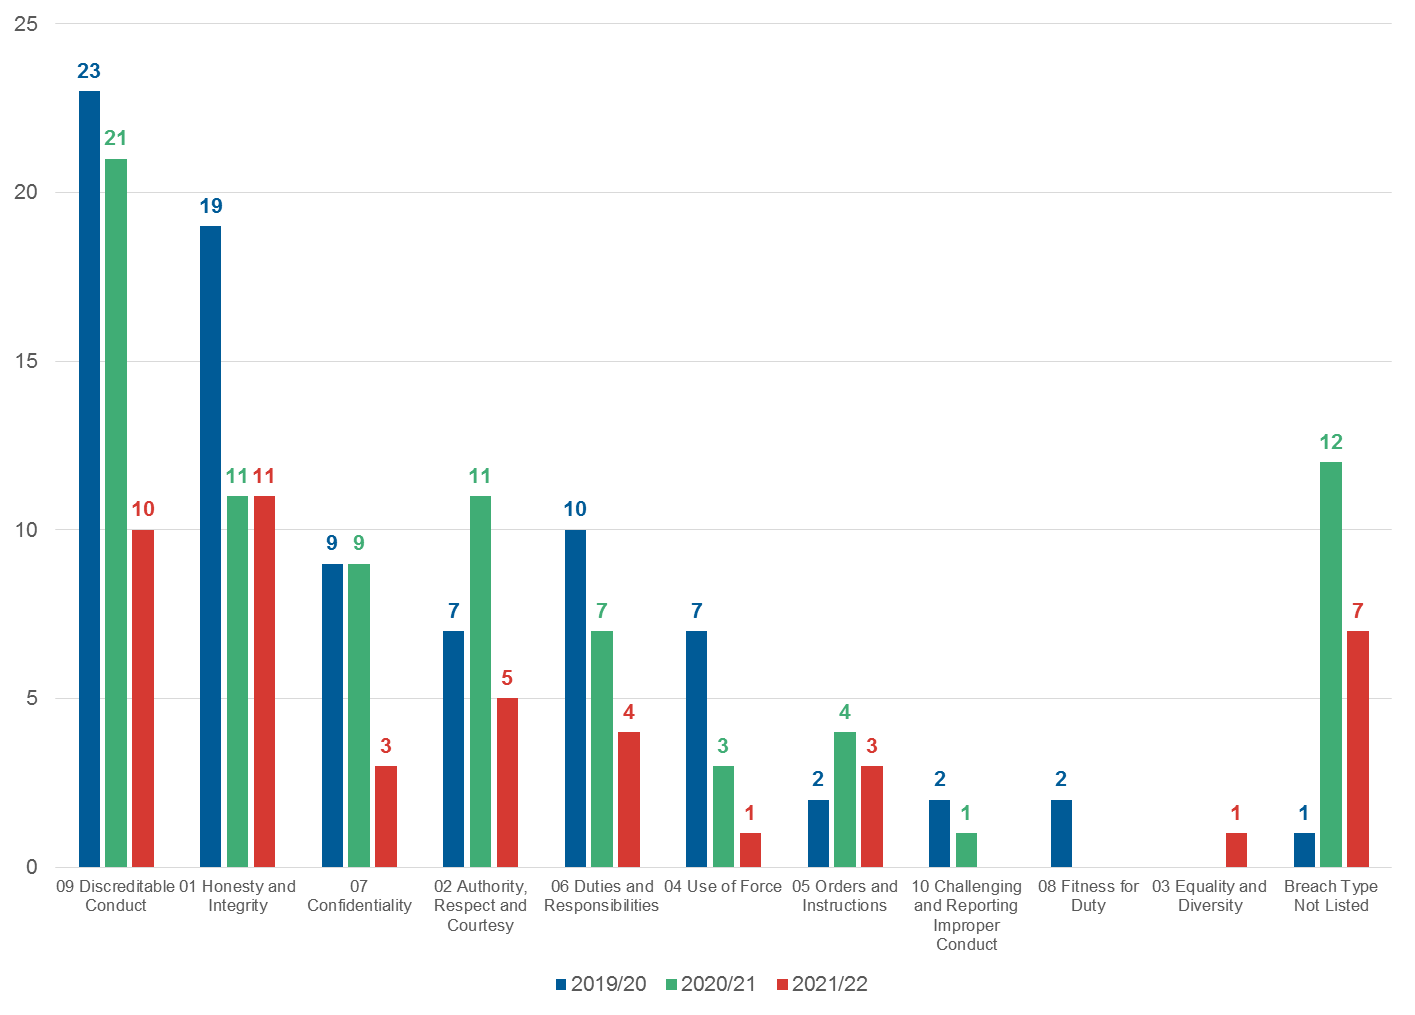 25
20
15
10
5
0
23
21
10
19
11
11
9
9
3
7
11
5
10
7
4
7
3
1
2
4
3
2
1
2
1
1
12
7
09 Discreditable
Conduct
01 Honesty and
Integrity
07
Confidentiality
02 Authority,
Respect and
Courtesy
06 Duties and
Responsibilities
04 Use of Force
05 Orders and
Instructions
10 Challenging
and Reporting
Improper
Conduct
08 Fitness for
Duty
03 Equality and
Diversity
Breach Type
Not Listed
2019/20
2020/21
2021/22